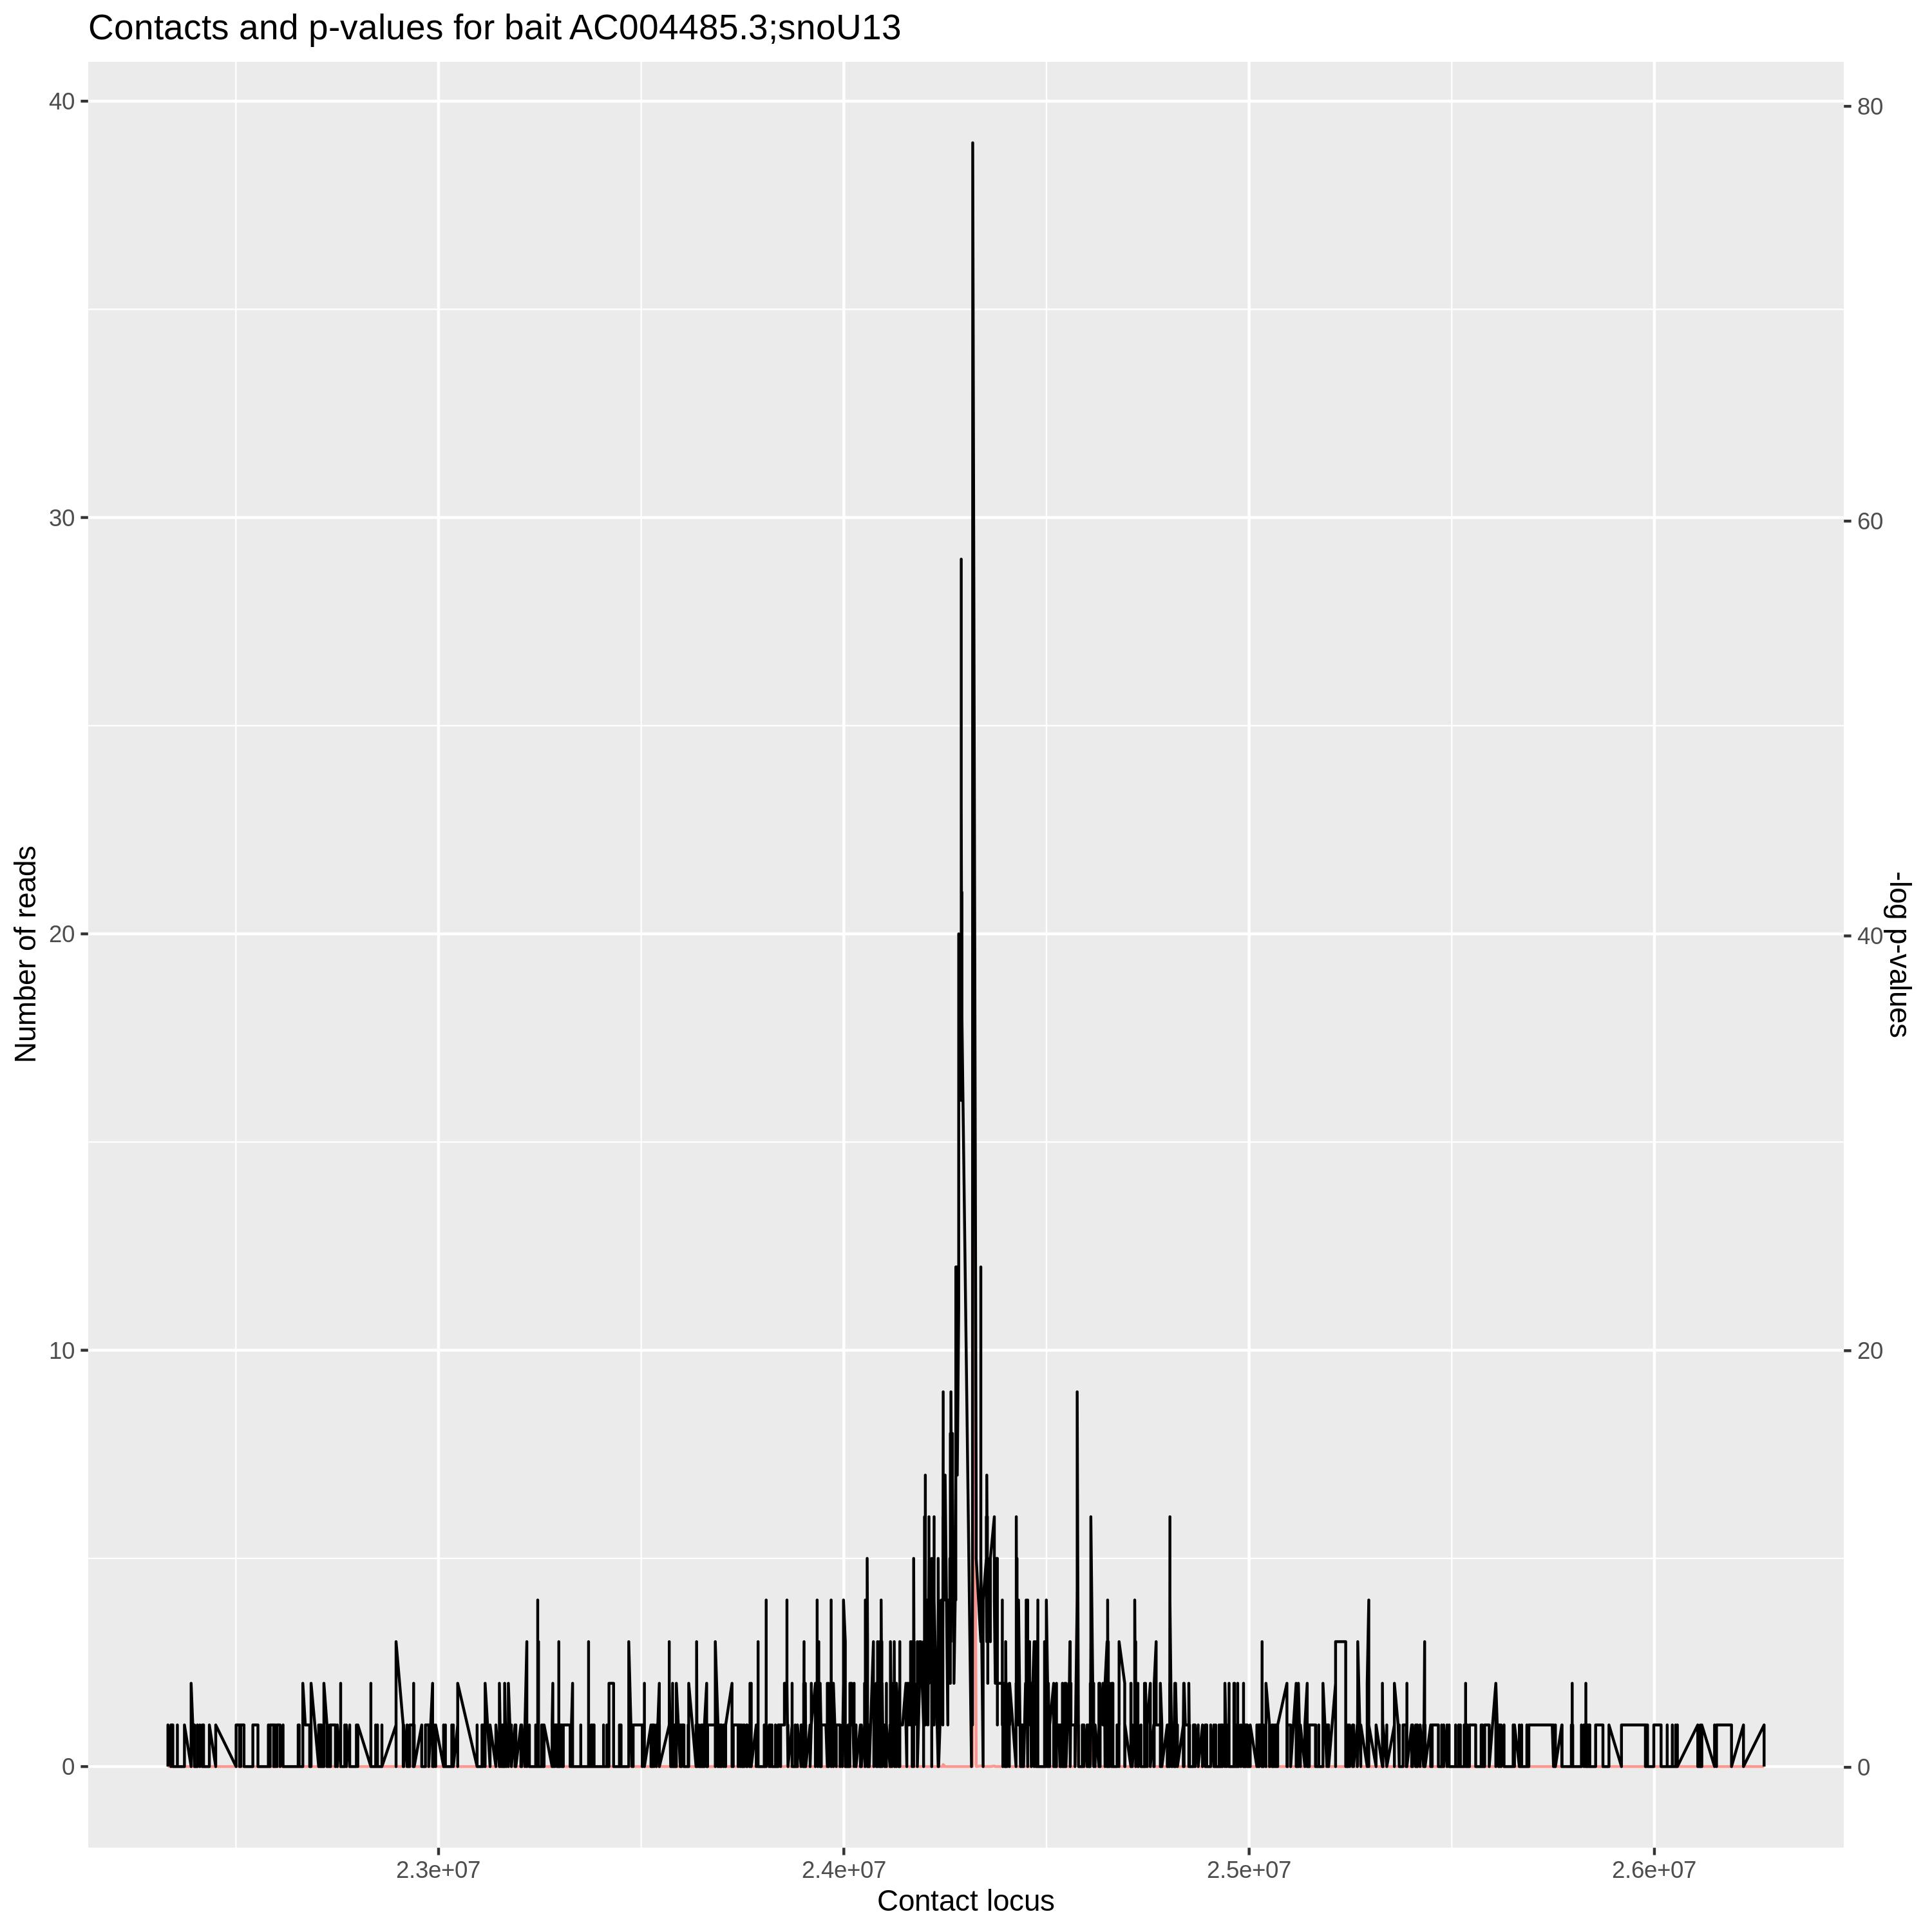 Contacts and p-values for bait AC004485.3;snoU13
40
30
20
10
0
Number of reads
80
60
40
20
0
-log p-values
2.3e+07
2.4e+07
2.5e+07
2.6e+07
Contact locus